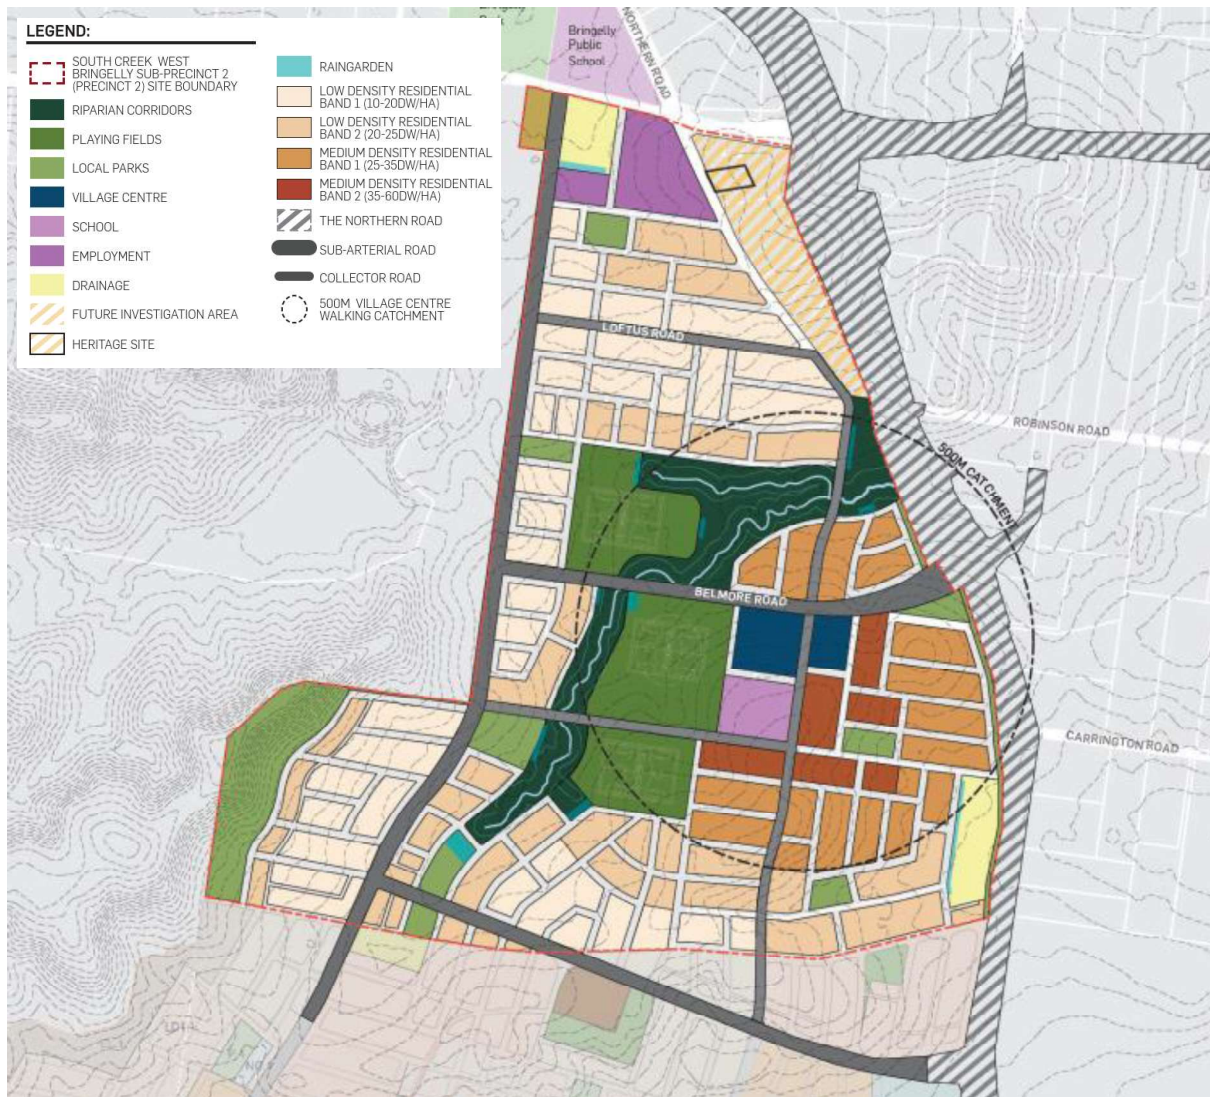 LEGEND:
SOUTH CREEK WEST
BRINGELLY SUB-PRECINCT 2
(PRECINCT 2) SITE BOUNDARY
RIPARIAN CORRIDORS
PLAYING FIELDS
LOCAL PARKS
VILLAGE CENTRE
SCHOOL
EMPLOYMENT
DRAINAGE
FUTURE INVESTIGATION AREA
HERITAGE SITE
RAINGARDEN
LOW DENSITY RESIDENTIAL
BAND 1 (10-20DW/HA)
LOW DENSITY RESIDENTIAL
BAND 2 (20-25DW/HA)
MEDIUM DENSITY RESIDENTIAL
BAND 1 (25-35DW/HA)
MEDIUM DENSITY RESIDENTIAL
BAND 2 (35-60DW/HA)
THE NORTHERN ROAD
SUB-ARTERIAL ROAD
COLLECTOR ROAD
500M VILLAGE CENTRE
WALKING CATCHMENT
Bringelly
Public
School
NORTHERN ROAD
LOFTUS ROAD
ROBINSON ROAD
500M CATCHMENT
BELMORE ROAD
CARRINGTON ROAD